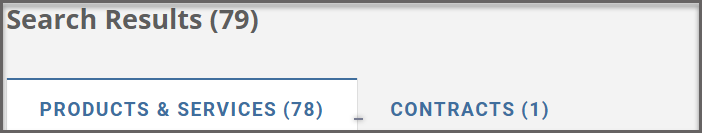 Search Results (79)
PRODUCTS & SERVICES (78) CONTRACTS (1)